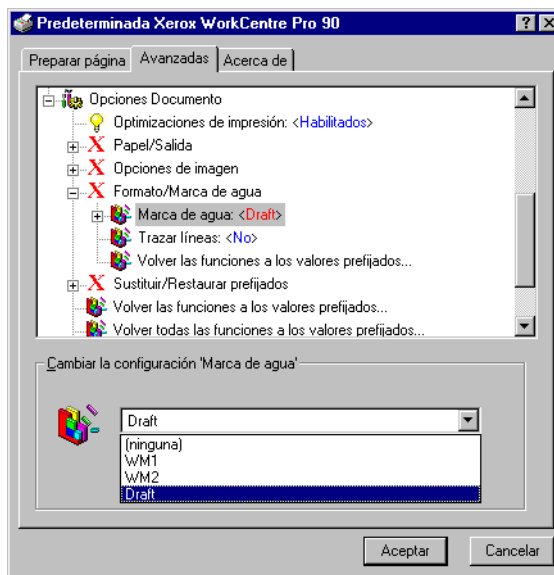 Predeterminada Xerox WorkCentre Pro 90
Preparar página Avanzadas Acerca de
Opciones Documento
Optimizaciones de impresión: <Habilitados>
Papel/Salida
Opciones de imagen
Formato/Marca de agua
Marca de agua: <Draft>
Trazar líneas: <No>
Volver las funciones a los valores prefijados...
Sustituir/Restaurar prefijados
Volver las funciones a los valores prefijados...
Volver todas las funciones a los valores prefijados...
Cambiar la configuración 'Marca de agua'
Draft
(ninguna)
WM1
WM2
Draft
Aceptar Cancelar